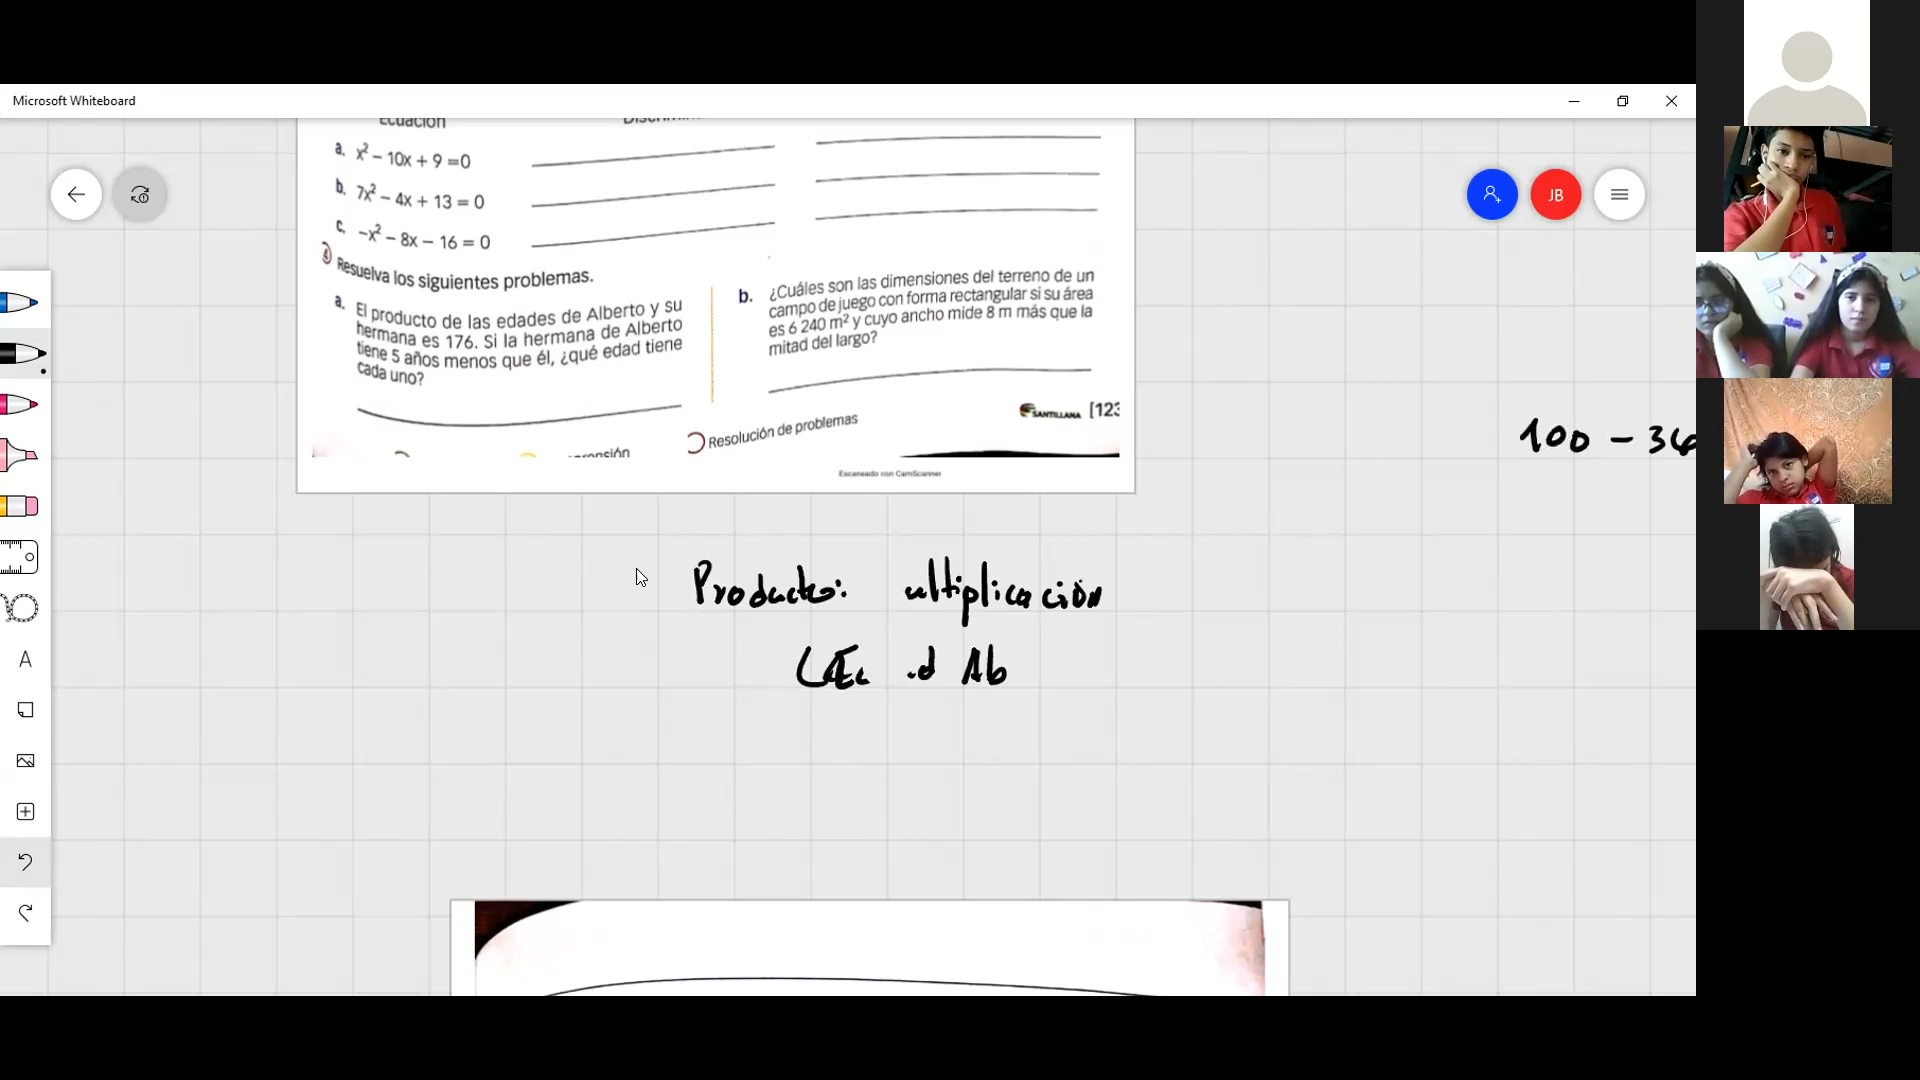 Microsoft Whiteboard
Ecuación
a. x² – 10x + 9 =0
b. 7x² – 4x + 13 = 0
c. –x² – 8x – 16 = 0
Resuelva los siguientes problemas.
a. El producto de las edades de Alberto y su
hermana es 176. Si la hermana de Alberto
tiene 5 años menos que él, ¿qué edad tiene
cada uno?
b. ¿Cuáles son las dimensiones del terreno de un
campo de juego con forma rectangular si su área
es 6 240 m² y cuyo ancho mide 8 m más que la
mitad del largo?
SANTILLANA [123
Resolución de problemas
Escaneado con CamScanner
JB
100 – 36
Producto: ultiplicación
Ab
A